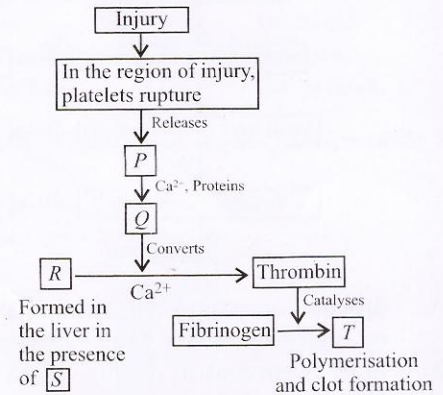 Injury
In the region of injury,
platelets rupture
Releases
P
Ca²⁻, Proteins
Q
Converts
R
Ca²⁺
Thrombin
Formed in
the liver in
the presence
of S
Catalyses
Fibrinogen
T
Polymerisation
and clot formation